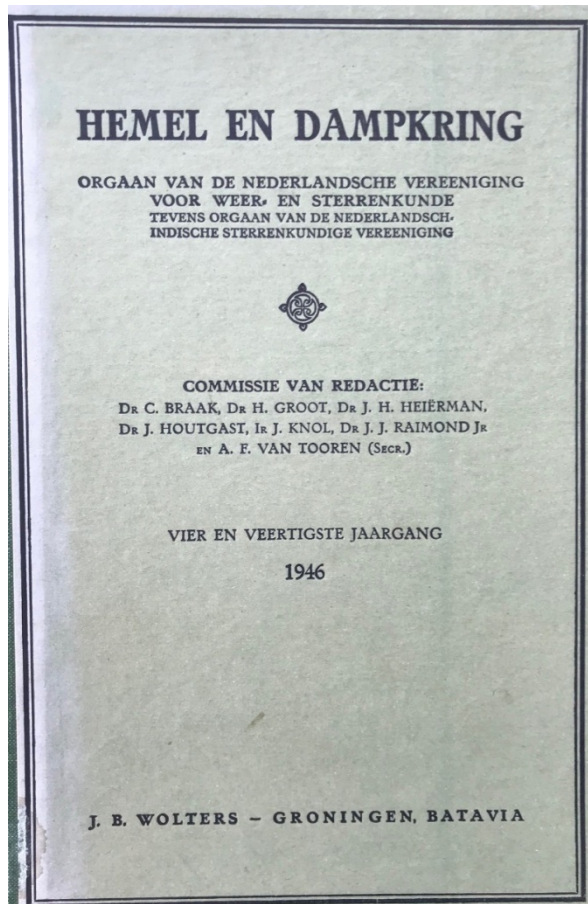 HEMEL EN DAMPKRING
ORGAAN VAN DE NEDERLANDSCHE VEREENIGING
VOOR WEER- EN STERRENKUNDE
TEVENS ORGAAN VAN DE NEDERLANDSCH-
INDISCHE STERRENKUNDIGE VEREENIGING
COMMISSIE VAN REDACTIE:
DR C. BRAAK, DR H. GROOT, DR J. H. HEIËRMAN,
DR J. HOUTGAST, IR J. KNOL, DR J. J. RAIMOND JR
EN A. F. VAN TOOREN (SECR.)
VIER EN VEERTIGSTE JAARGANG
1946
J. B. WOLTERS – GRONINGEN, BATAVIA